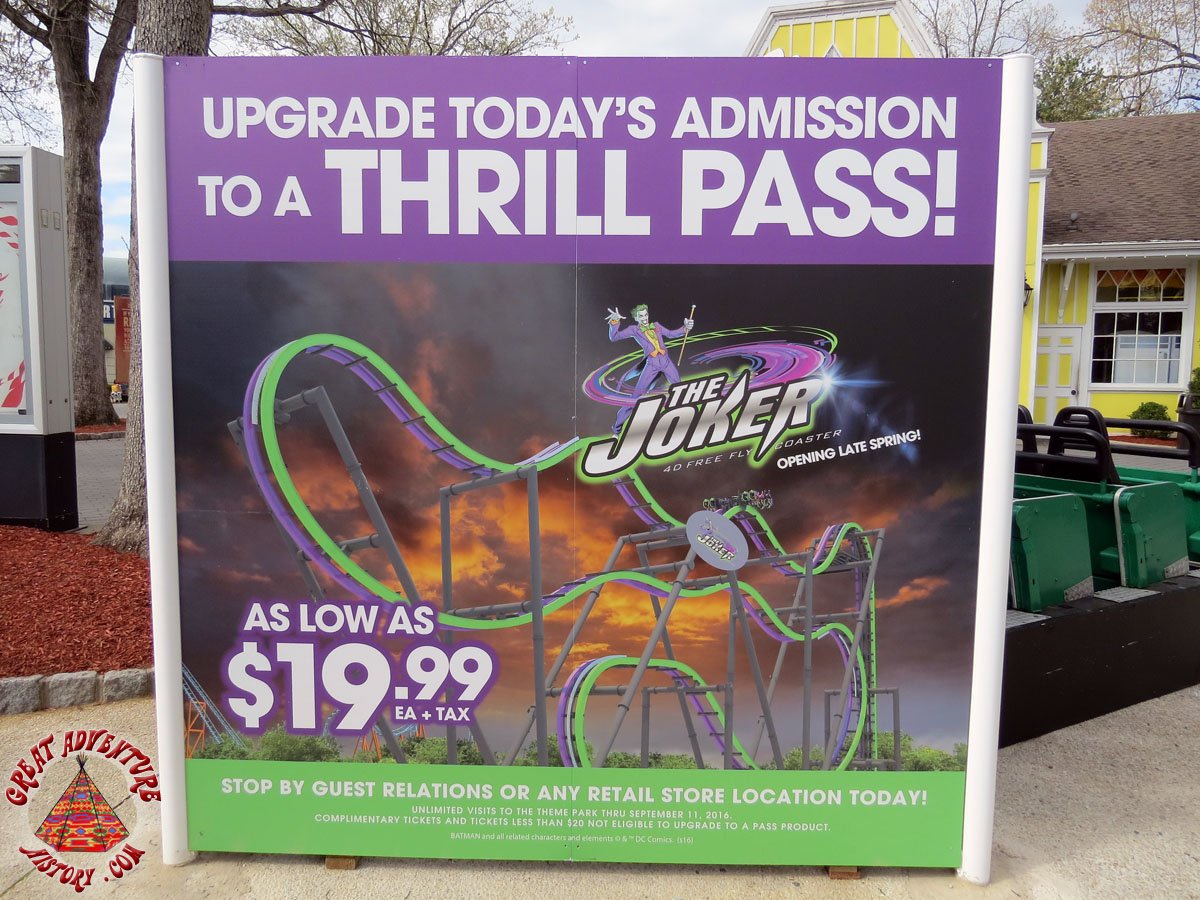 UPGRADE TODAY'S ADMISSION
TO A THRILL PASS!
THE
JOKER
4D FREE FLY COASTER
OPENING LATE SPRING!
JOKER
AS LOW AS
$19.99
EA + TAX
STOP BY GUEST RELATIONS OR ANY RETAIL STORE LOCATION TODAY!
UNLIMITED VISITS TO THE THEME PARK THRU SEPTEMBER 11, 2016.
COMPLIMENTARY TICKETS AND TICKETS LESS THAN $20 NOT ELIGIBLE TO UPGRADE TO A PASS PRODUCT.
BATMAN and all related characters and elements © & ™ DC Comics. (s16)
GREAT ADVENTURE
HISTORY.COM